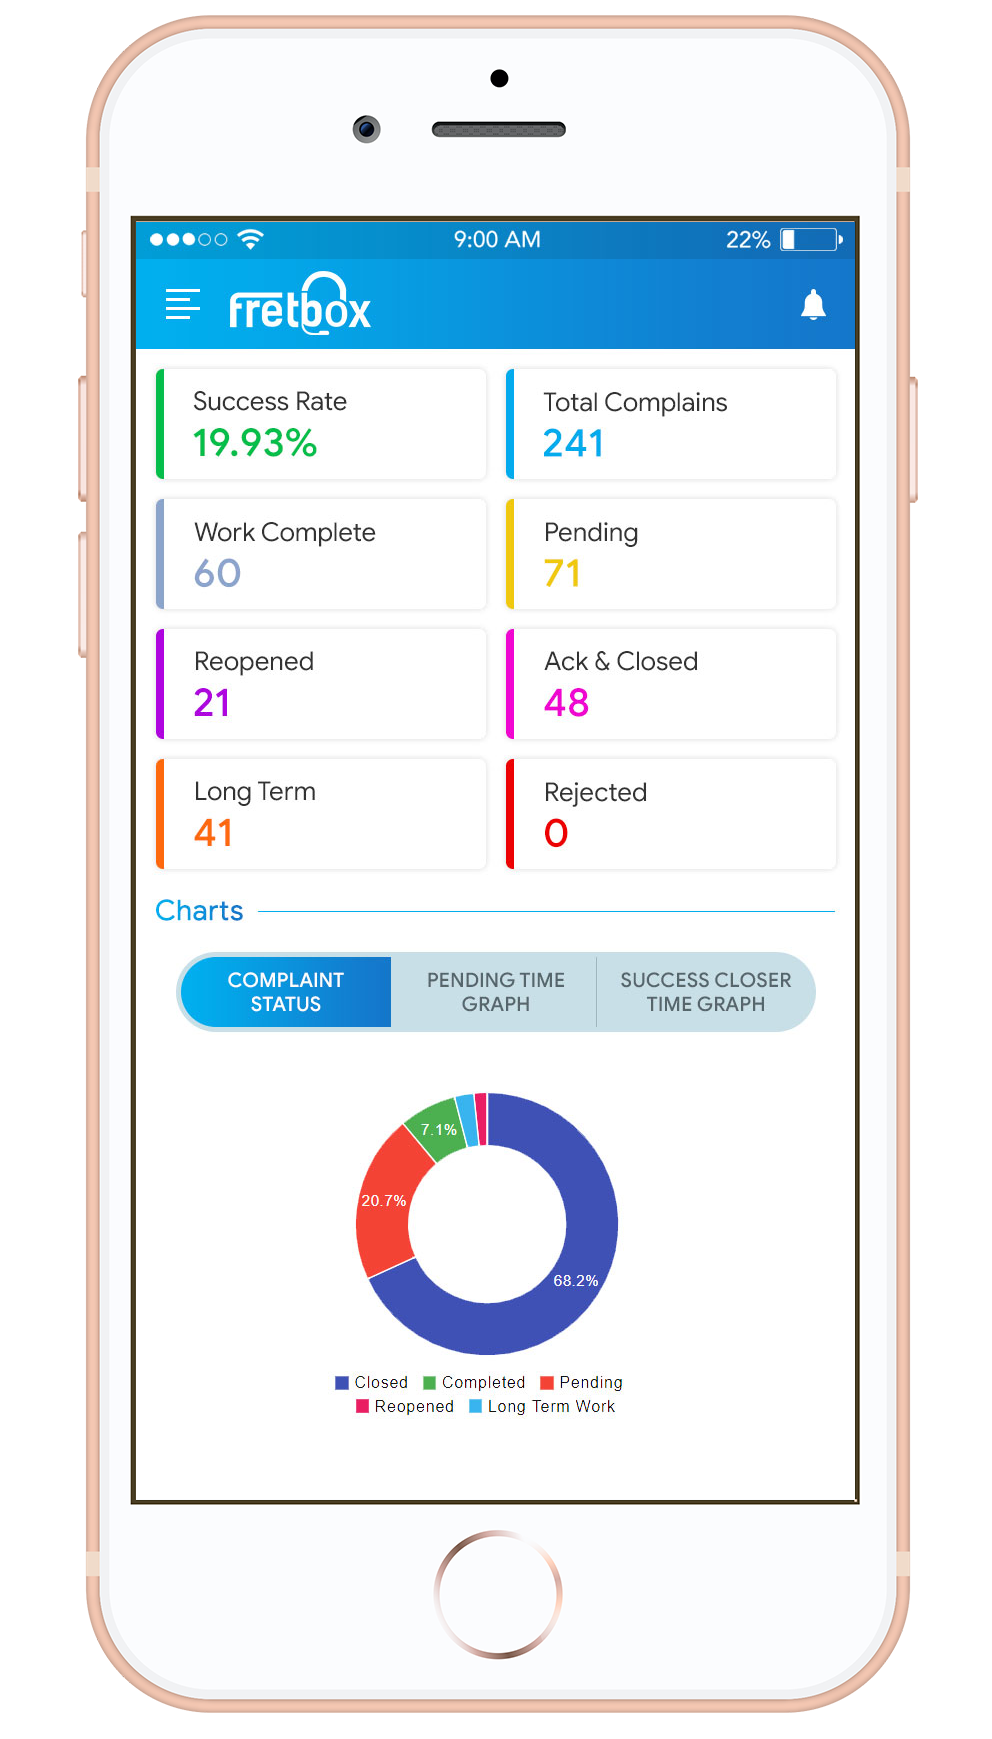 9:00 AM 22%
fretbox
Success Rate
19.93%
Total Complains
241
Work Complete
60
Pending
71
Reopened
21
Ack & Closed
48
Long Term
41
Rejected
0
Charts
COMPLAINT
STATUS
PENDING TIME
GRAPH
SUCCESS CLOSER
TIME GRAPH
7.1%
20.7%
68.2%
Closed Completed Pending
Reopened Long Term Work